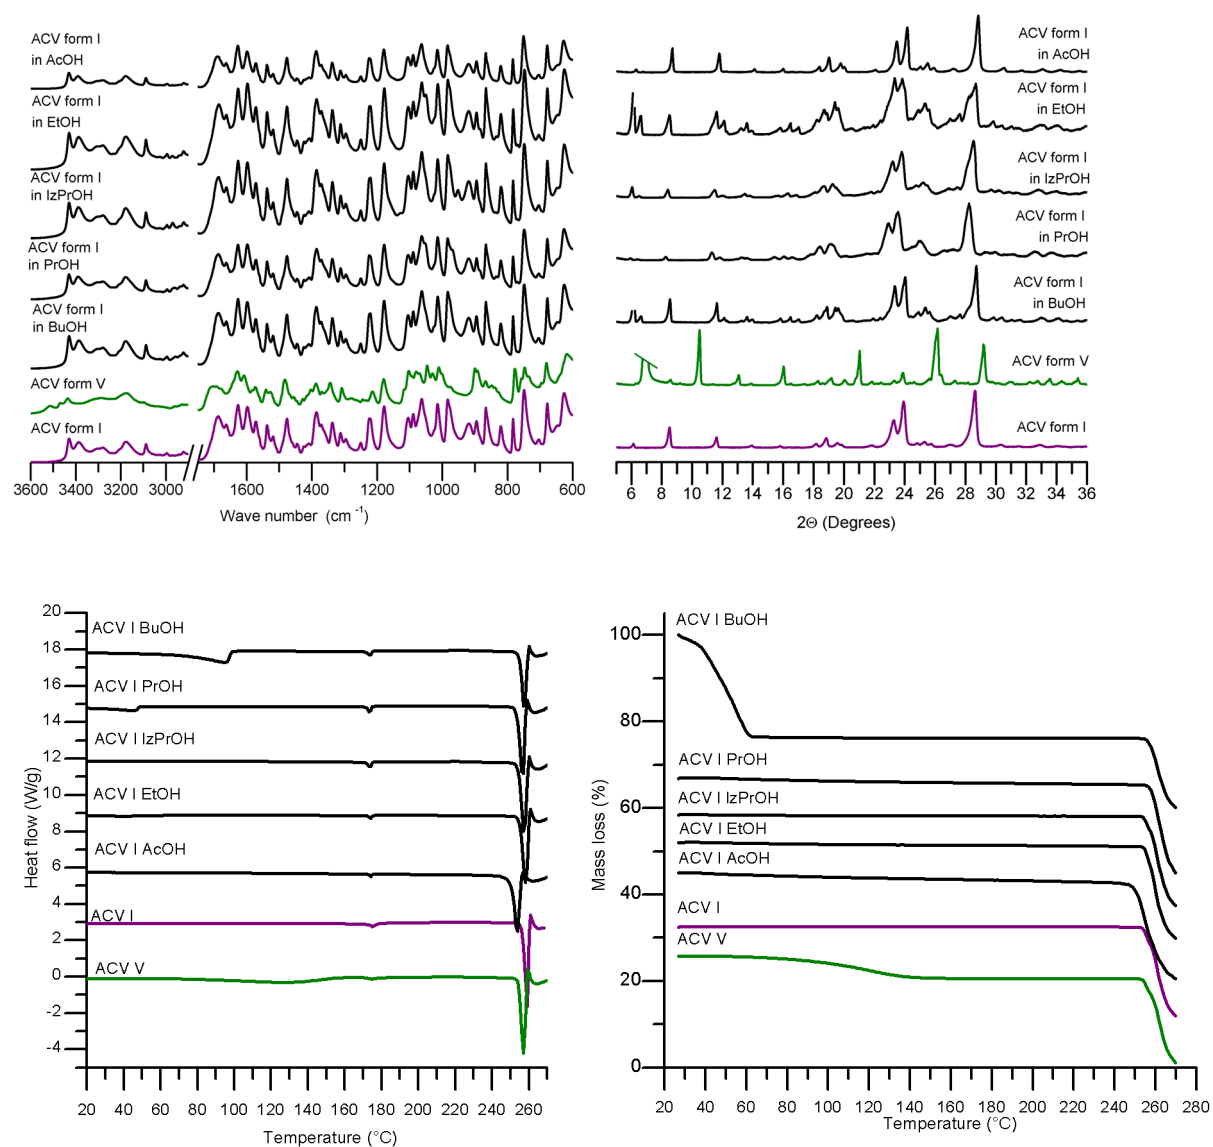 ACV form I
in AcOH
ACV form I
in EtOH
ACV form I
in IzPrOH
ACV form I
in PrOH
ACV form I
in BuOH
ACV form V
ACV form I
3600 3400 3200 3000 1600 1400 1200 1000 800 600
Wave number (cm -1)
ACV form I
in AcOH
ACV form I
in EtOH
ACV form I
in IzPrOH
ACV form I
in PrOH
ACV form I
in BuOH
ACV form V
ACV form I
6 8 10 12 14 16 18 20 22 24 26 28 30 32 34 36
2Θ (Degrees)
20
18
16
14
12
10
8
6
4
2
0
-2
-4
Heat flow (W/g)
ACV I BuOH
ACV I PrOH
ACV I IzPrOH
ACV I EtOH
ACV I AcOH
ACV I
ACV V
20 40 60 80 100 120 140 160 180 200 220 240 260
Temperature (°C)
100
80
60
40
20
0
Mass loss (%)
ACV I BuOH
ACV I PrOH
ACV I IzPrOH
ACV I EtOH
ACV I AcOH
ACV I
ACV V
20 40 60 80 100 120 140 160 180 200 220 240 260 280
Temperature (°C)